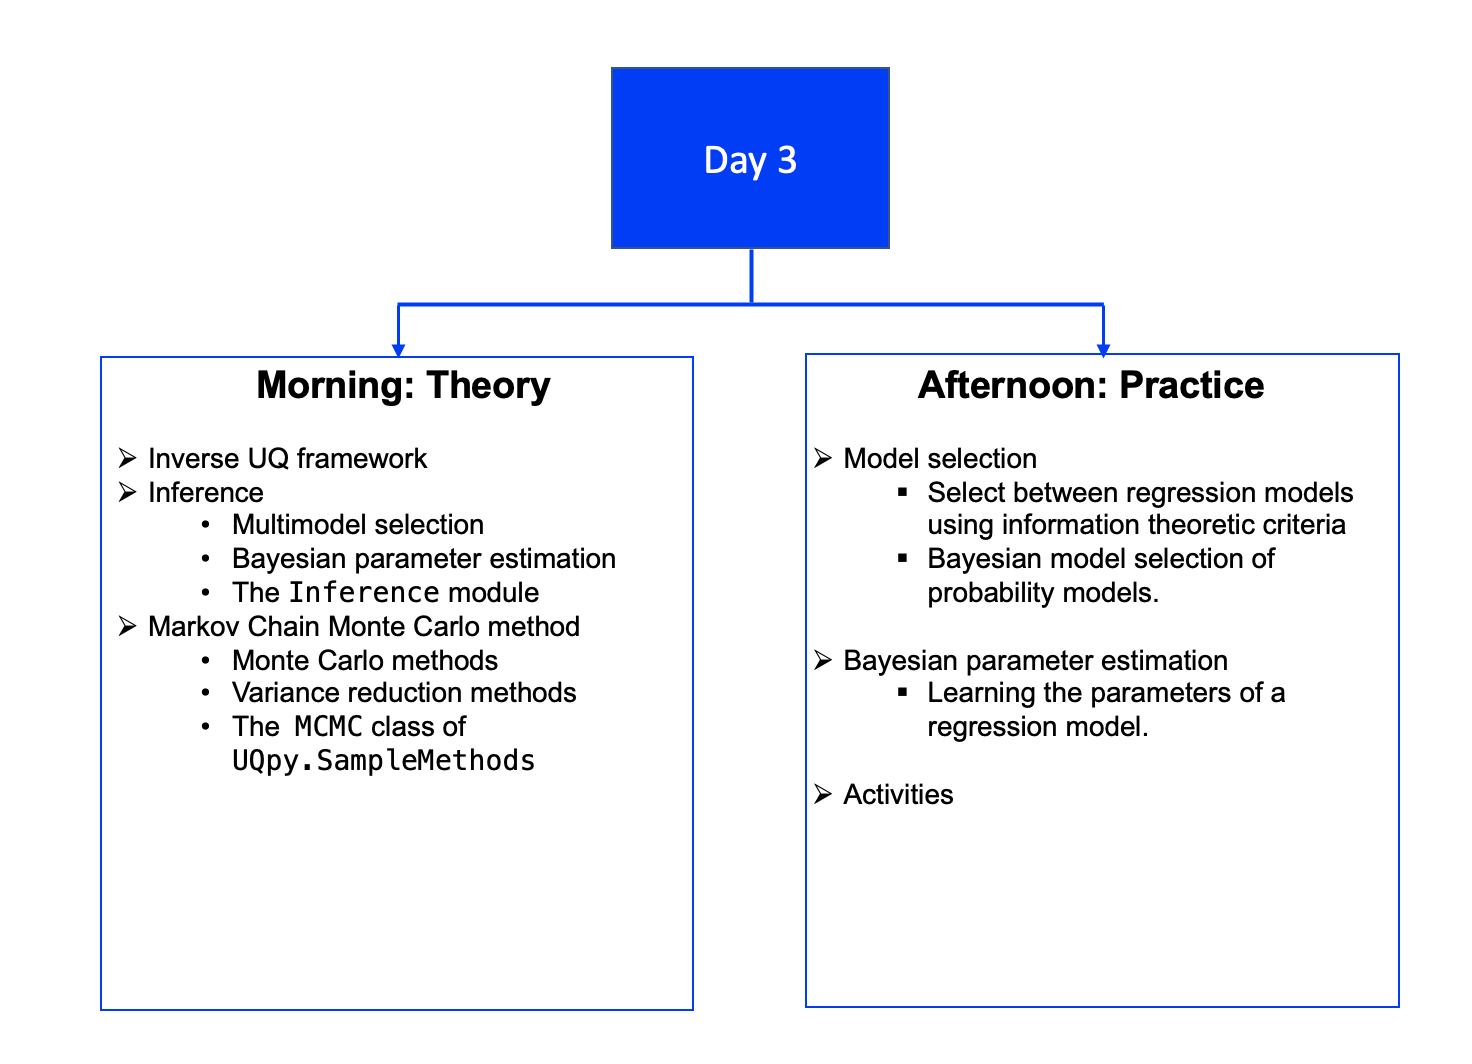 Day 3
Morning: Theory
Inverse UQ framework
Inference
Multimodel selection
Bayesian parameter estimation
The Inference module
Markov Chain Monte Carlo method
Monte Carlo methods
Variance reduction methods
The MCMC class of
UQpy.SampleMethods
Afternoon: Practice
Model selection
Select between regression models
using information theoretic criteria
Bayesian model selection of
probability models.
Bayesian parameter estimation
Learning the parameters of a
regression model.
Activities